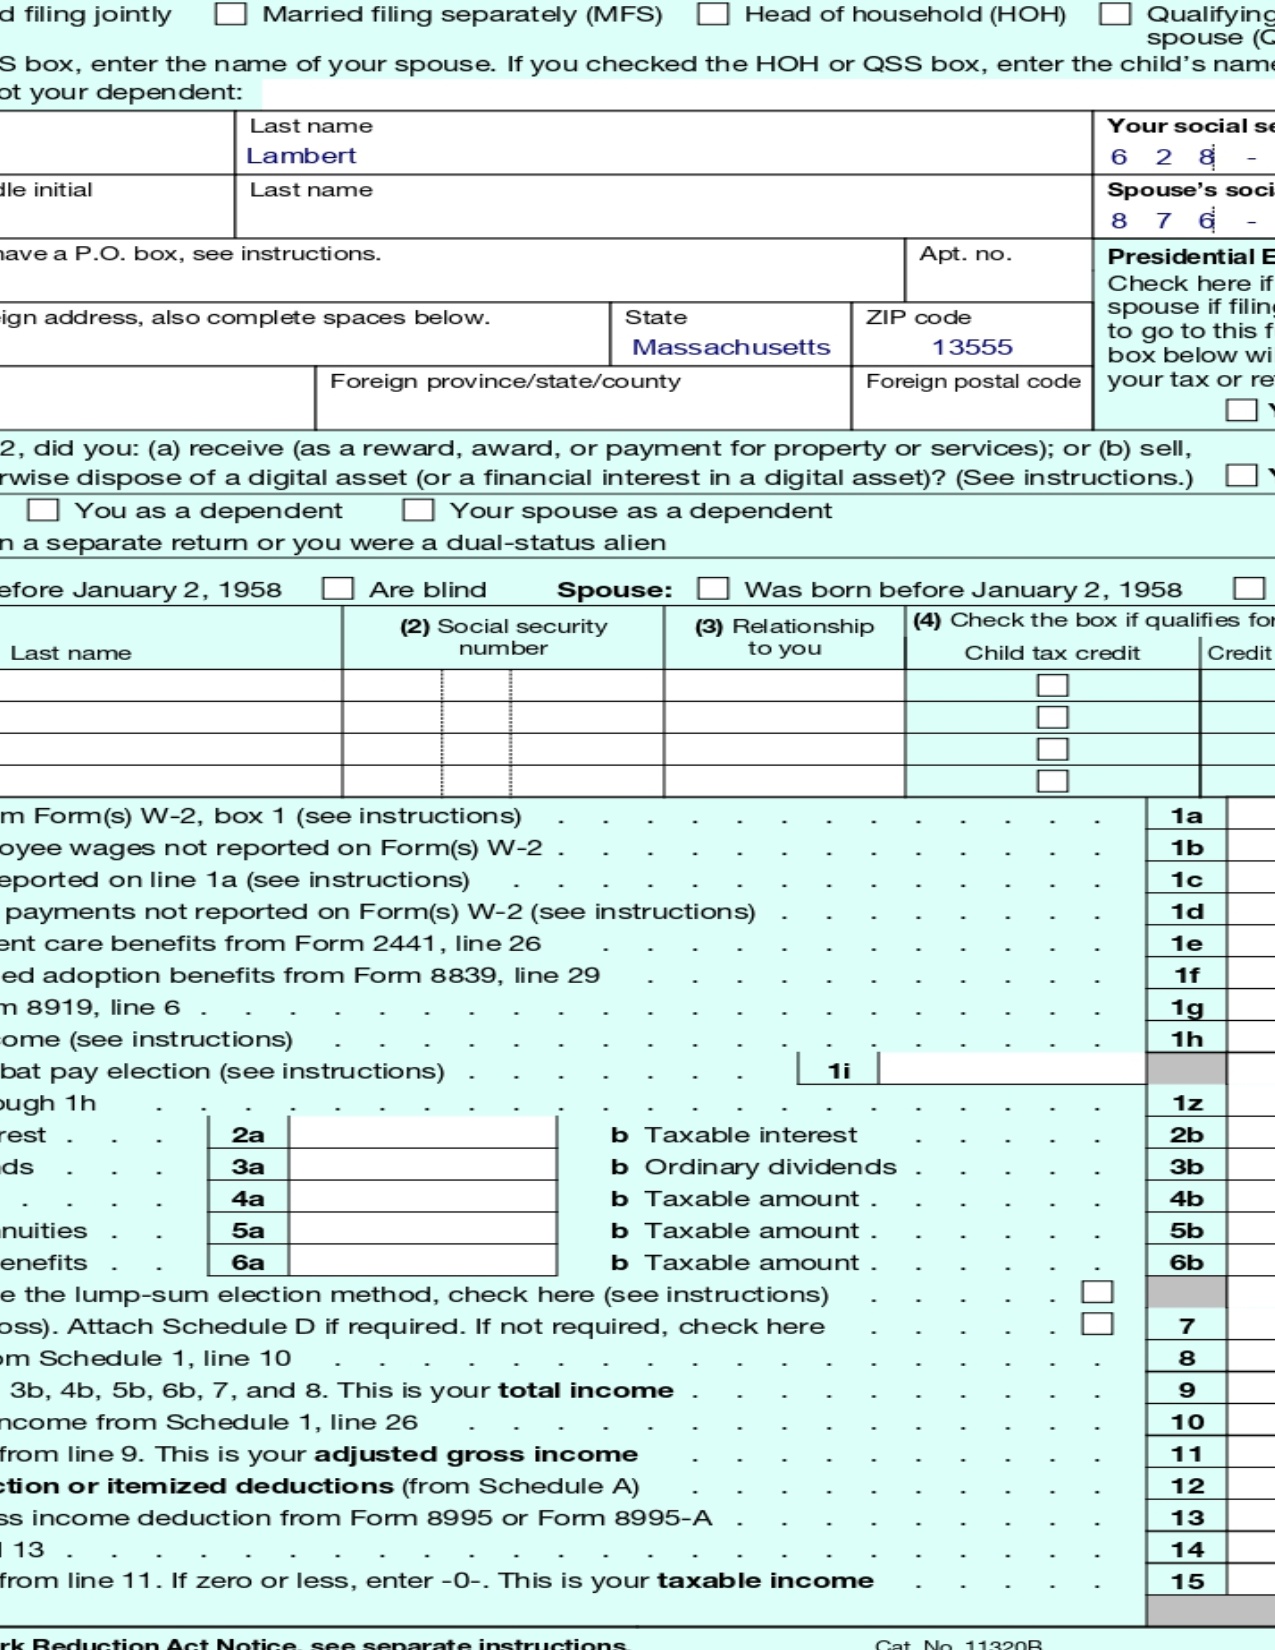 d filing jointly Married filing separately (MFS) Head of household (HOH) Qualifying
spouse (Q
S box, enter the name of your spouse. If you checked the HOH or QSS box, enter the child's name
ot your dependent:
Last name Your social se
Lambert 6 2 8 -
lle initial Last name Spouse's soci
8 7 6 -
have a P.O. box, see instructions. Apt. no. Presidential E
Check here if
eign address, also complete spaces below. State ZIP code spouse if filing
Massachusetts 13555 to go to this f
box below wi
Foreign province/state/county Foreign postal code your tax or re
Y
2, did you: (a) receive (as a reward, award, or payment for property or services); or (b) sell,
rwise dispose of a digital asset (or a financial interest in a digital asset)? (See instructions.) Y
You as a dependent Your spouse as a dependent
n a separate return or you were a dual-status alien
efore January 2, 1958 Are blind Spouse: Was born before January 2, 1958
(2) Social security number (3) Relationship to you (4) Check the box if qualifies for
Last name Child tax credit Credit
m Form(s) W-2, box 1 (see instructions) . . . . . . . . . . . . . 1a
oyee wages not reported on Form(s) W-2 . . . . . . . . . . . . . 1b
eported on line 1a (see instructions) . . . . . . . . . . . . . . 1c
payments not reported on Form(s) W-2 (see instructions) . . . . . . . . 1d
ent care benefits from Form 2441, line 26 . . . . . . . . . . . . 1e
ed adoption benefits from Form 8839, line 29 . . . . . . . . . . . 1f
m 8919, line 6 . . . . . . . . . . . . . . . . . . . . . 1g
come (see instructions) . . . . . . . . . . . . . . . . . . 1h
bat pay election (see instructions) . . . . . . . 1i
ough 1h . . . . . . . . . . . . . . . . . . . . . . 1z
rest . . . 2a b Taxable interest . . . . . 2b
nds . . . 3a b Ordinary dividends . . . . . 3b
. . . . 4a b Taxable amount . . . . . . 4b
nuities . . 5a b Taxable amount . . . . . . 5b
enefits . . 6a b Taxable amount . . . . . . 6b
e the lump-sum election method, check here (see instructions) . . . . .
oss). Attach Schedule D if required. If not required, check here . . . . . 7
om Schedule 1, line 10 . . . . . . . . . . . . . . . . . . 8
3b, 4b, 5b, 6b, 7, and 8. This is your total income . . . . . . . . . . 9
ncome from Schedule 1, line 26 . . . . . . . . . . . . . . . 10
from line 9. This is your adjusted gross income . . . . . . . . . . 11
ction or itemized deductions (from Schedule A) . . . . . . . . . . 12
ss income deduction from Form 8995 or Form 8995-A . . . . . . . . . 13
l 13 . . . . . . . . . . . . . . . . . . . . . . . . 14
from line 11. If zero or less, enter -0-. This is your taxable income . . . . . 15
rk Reduction Act Notice, see separate instructions. Cat. No. 11320B